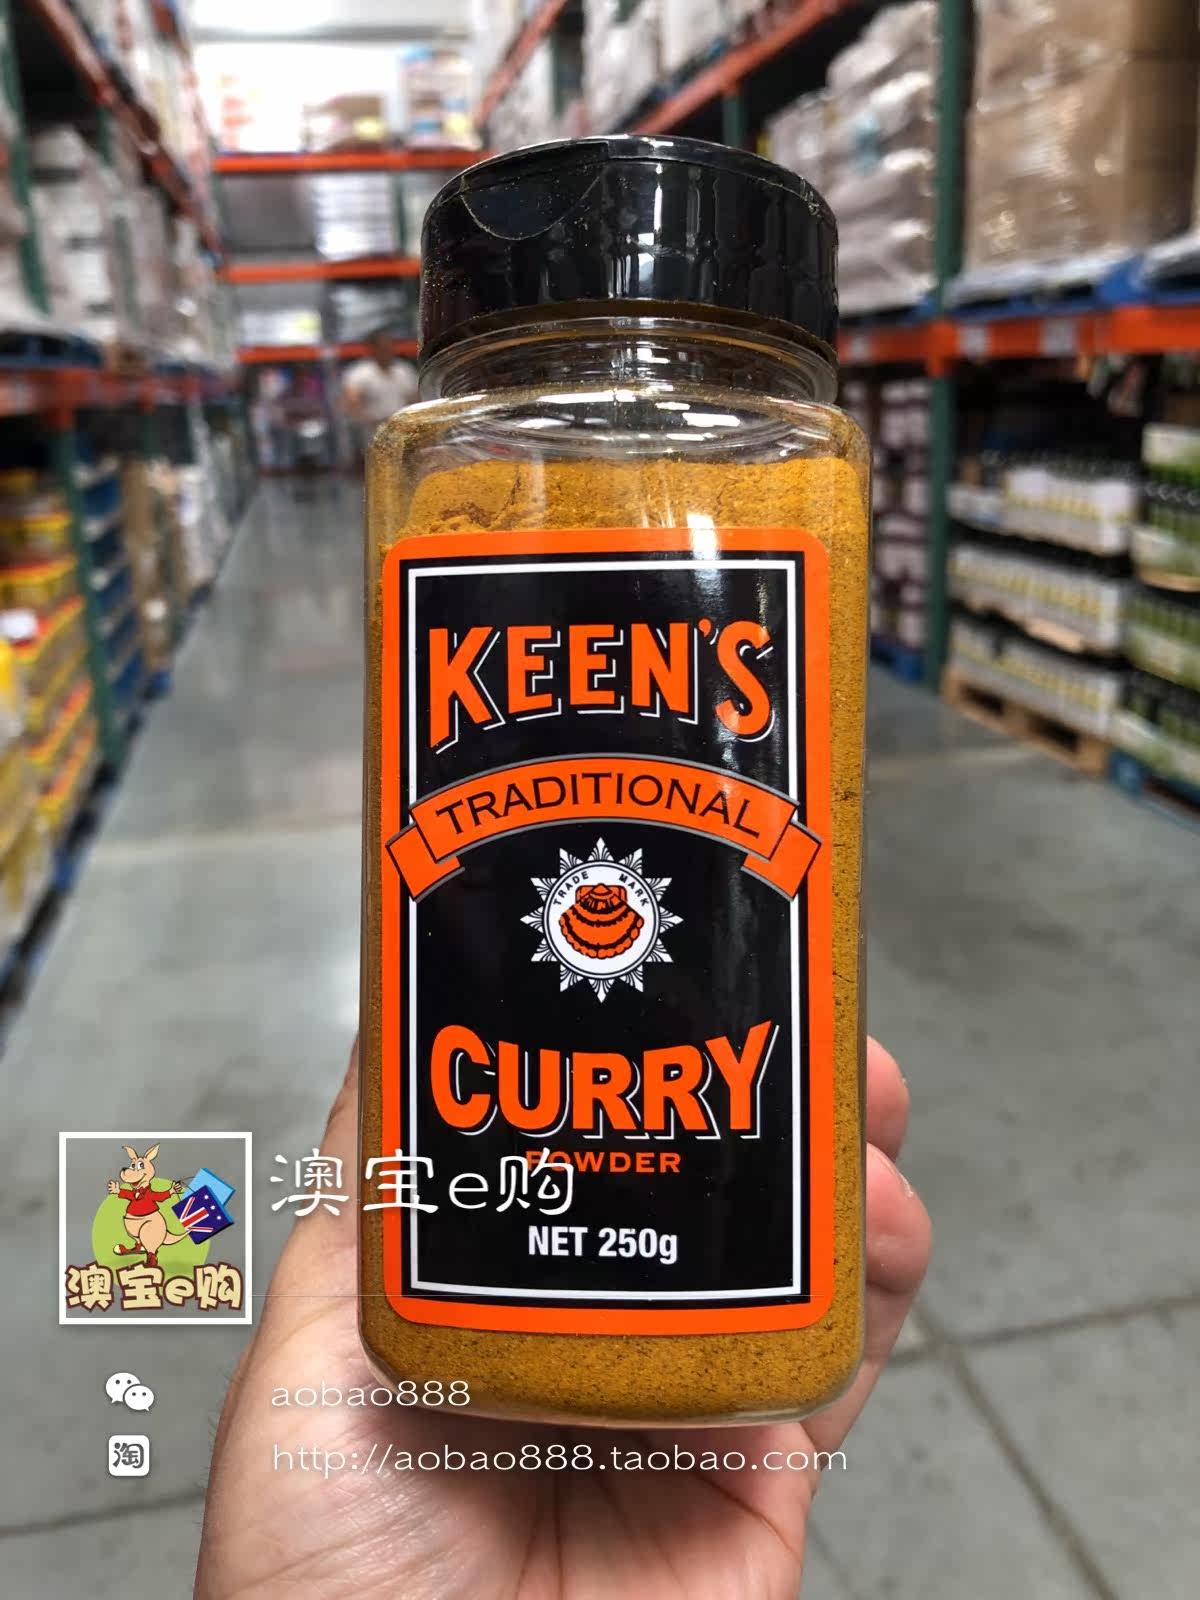 KEEN'S
TRADITIONAL
TRADE MARK
CURRY
POWDER
澳宝e购
NET 250g
澳宝e购
aobao888
淘
http://aobao888.taobao.com